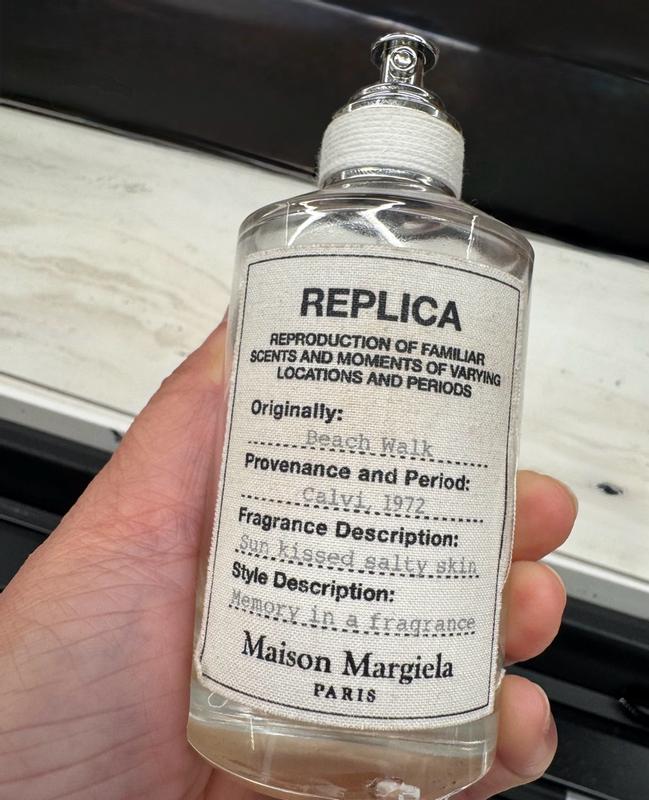 REPLICA
REPRODUCTION OF FAMILIAR
SCENTS AND MOMENTS OF VARYING
LOCATIONS AND PERIODS
Originally:
Beach Walk
Provenance and Period:
Calvi, 1972
Fragrance Description:
Sun kissed salty skin
Style Description:
Memory in a fragrance
Maison Margiela
PARIS